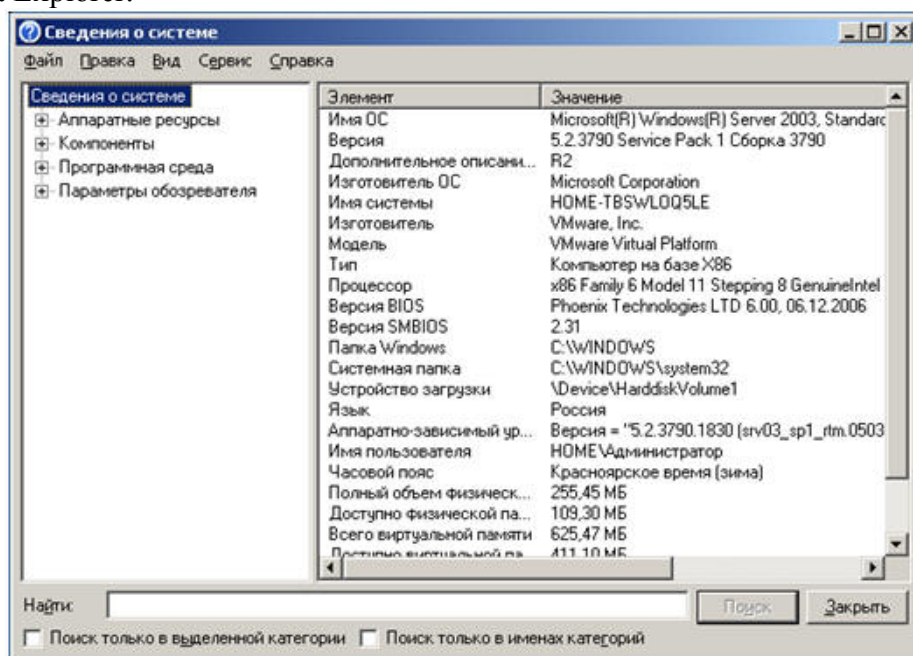 Explorer.
Сведения о системе
Файл Правка Вид Сервис Справка
Сведения о системе
Аппаратные ресурсы
Компоненты
Программная среда
Параметры обозревателя
Элемент Значение
Имя ОС Microsoft(R) Windows(R) Server 2003, Standard
Версия 5.2.3790 Service Pack 1 Сборка 3790
Дополнительное описани... R2
Изготовитель ОС Microsoft Corporation
Имя системы HOME-TBSWLOQ5LE
Изготовитель VMware, Inc.
Модель VMware Virtual Platform
Тип Компьютер на базе X86
Процессор x86 Family 6 Model 11 Stepping 8 GenuineIntel
Версия BIOS Phoenix Technologies LTD 6.00, 06.12.2006
Версия SMBIOS 2.31
Папка Windows C:\WINDOWS
Системная папка C:\WINDOWS\system32
Устройство загрузки \Device\HarddiskVolume1
Язык Россия
Аппаратно-зависимый ур... Версия = "5.2.3790.1830 (srv03_sp1_rtm.0503
Имя пользователя HOME\Администратор
Часовой пояс Красноярское время (зима)
Полный объем физическ... 255,45 МБ
Доступно физической па... 109,30 МБ
Всего виртуальной памяти 625,47 МБ
Доступно виртуальной па... 411,10 МБ
Найти: Поиск Закрыть
Поиск только в выделенной категории Поиск только в именах категорий